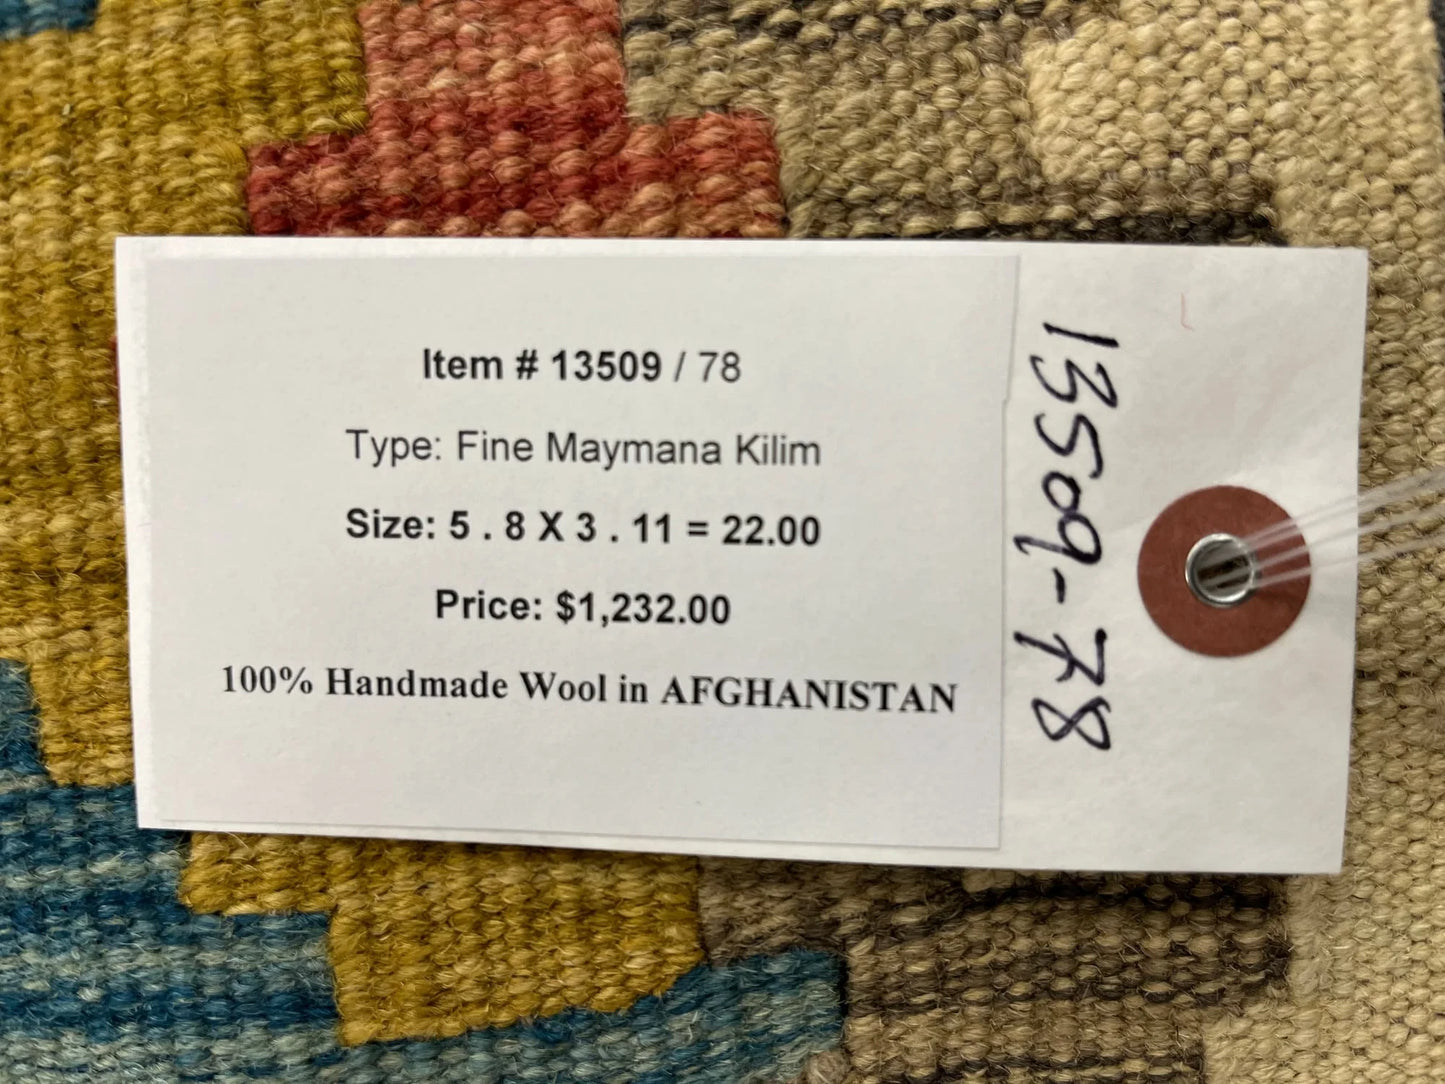 Item # 13509 / 78
Type: Fine Maymana Kilim
Size: 5 . 8 X 3 . 11 = 22.00
Price: $1,232.00
100% Handmade Wool in AFGHANISTAN
13509-78